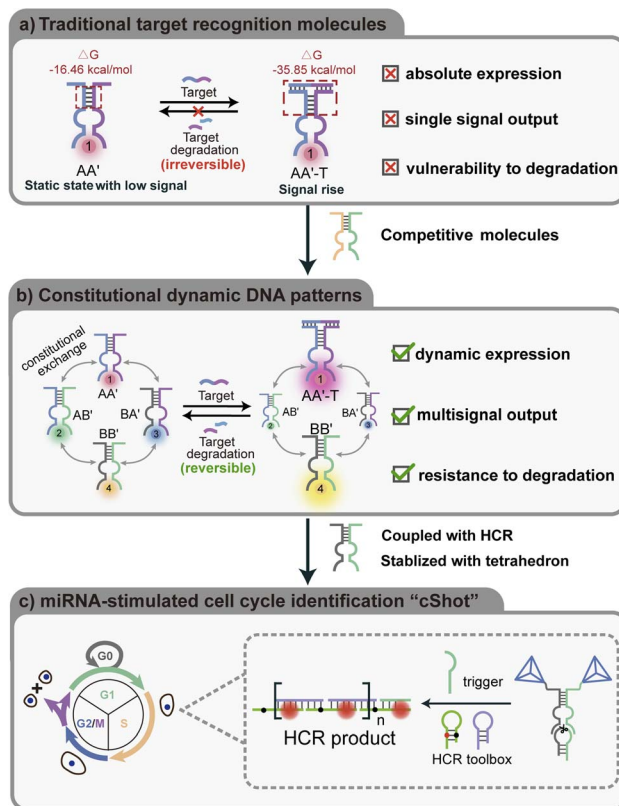 a) Traditional target recognition molecules
△G
-16.46 kcal/mol
1
AA'
Static state with low signal
Target
Target
degradation
(irreversible)
△G
-35.85 kcal/mol
1
AA'-T
Signal rise
absolute expression
single signal output
vulnerability to degradation
Competitive molecules
b) Constitutional dynamic DNA patterns
constitutional
exchange
1
AA'
AB'
2
BA'
3
BB'
4
Target
Target
degradation
(reversible)
1
AA'-T
AB'
2
BA'
3
BB'
4
dynamic expression
multisignal output
resistance to degradation
Coupled with HCR
Stablized with tetrahedron
c) miRNA-stimulated cell cycle identification “cShot”
G0
G1
G2/M
S
+
n
HCR product
trigger
HCR toolbox